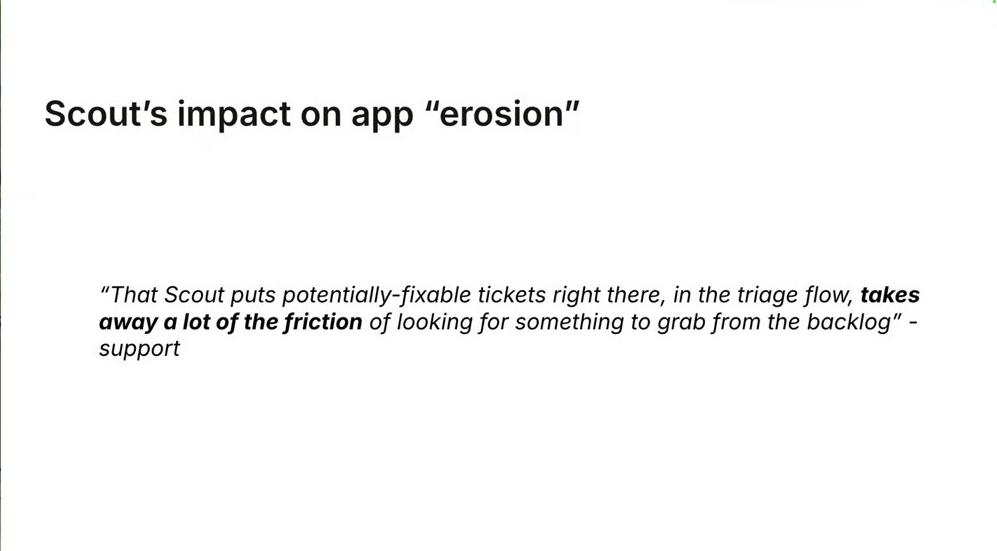 Scout’s impact on app “erosion”
“That Scout puts potentially-fixable tickets right there, in the triage flow, takes
away a lot of the friction of looking for something to grab from the backlog” -
support